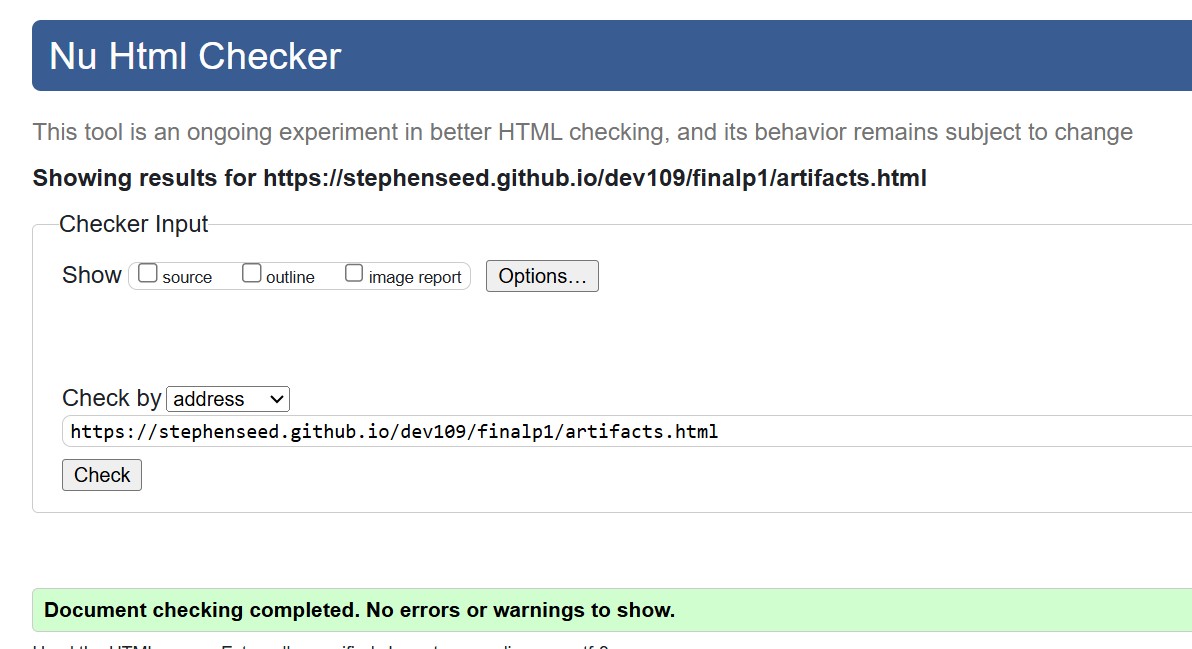 Nu Html Checker
This tool is an ongoing experiment in better HTML checking, and its behavior remains subject to change
Showing results for https://stephenseed.github.io/dev109/finalp1/artifacts.html
Checker Input
Show source outline image report Options…
Check by address
https://stephenseed.github.io/dev109/finalp1/artifacts.html
Check
Document checking completed. No errors or warnings to show.